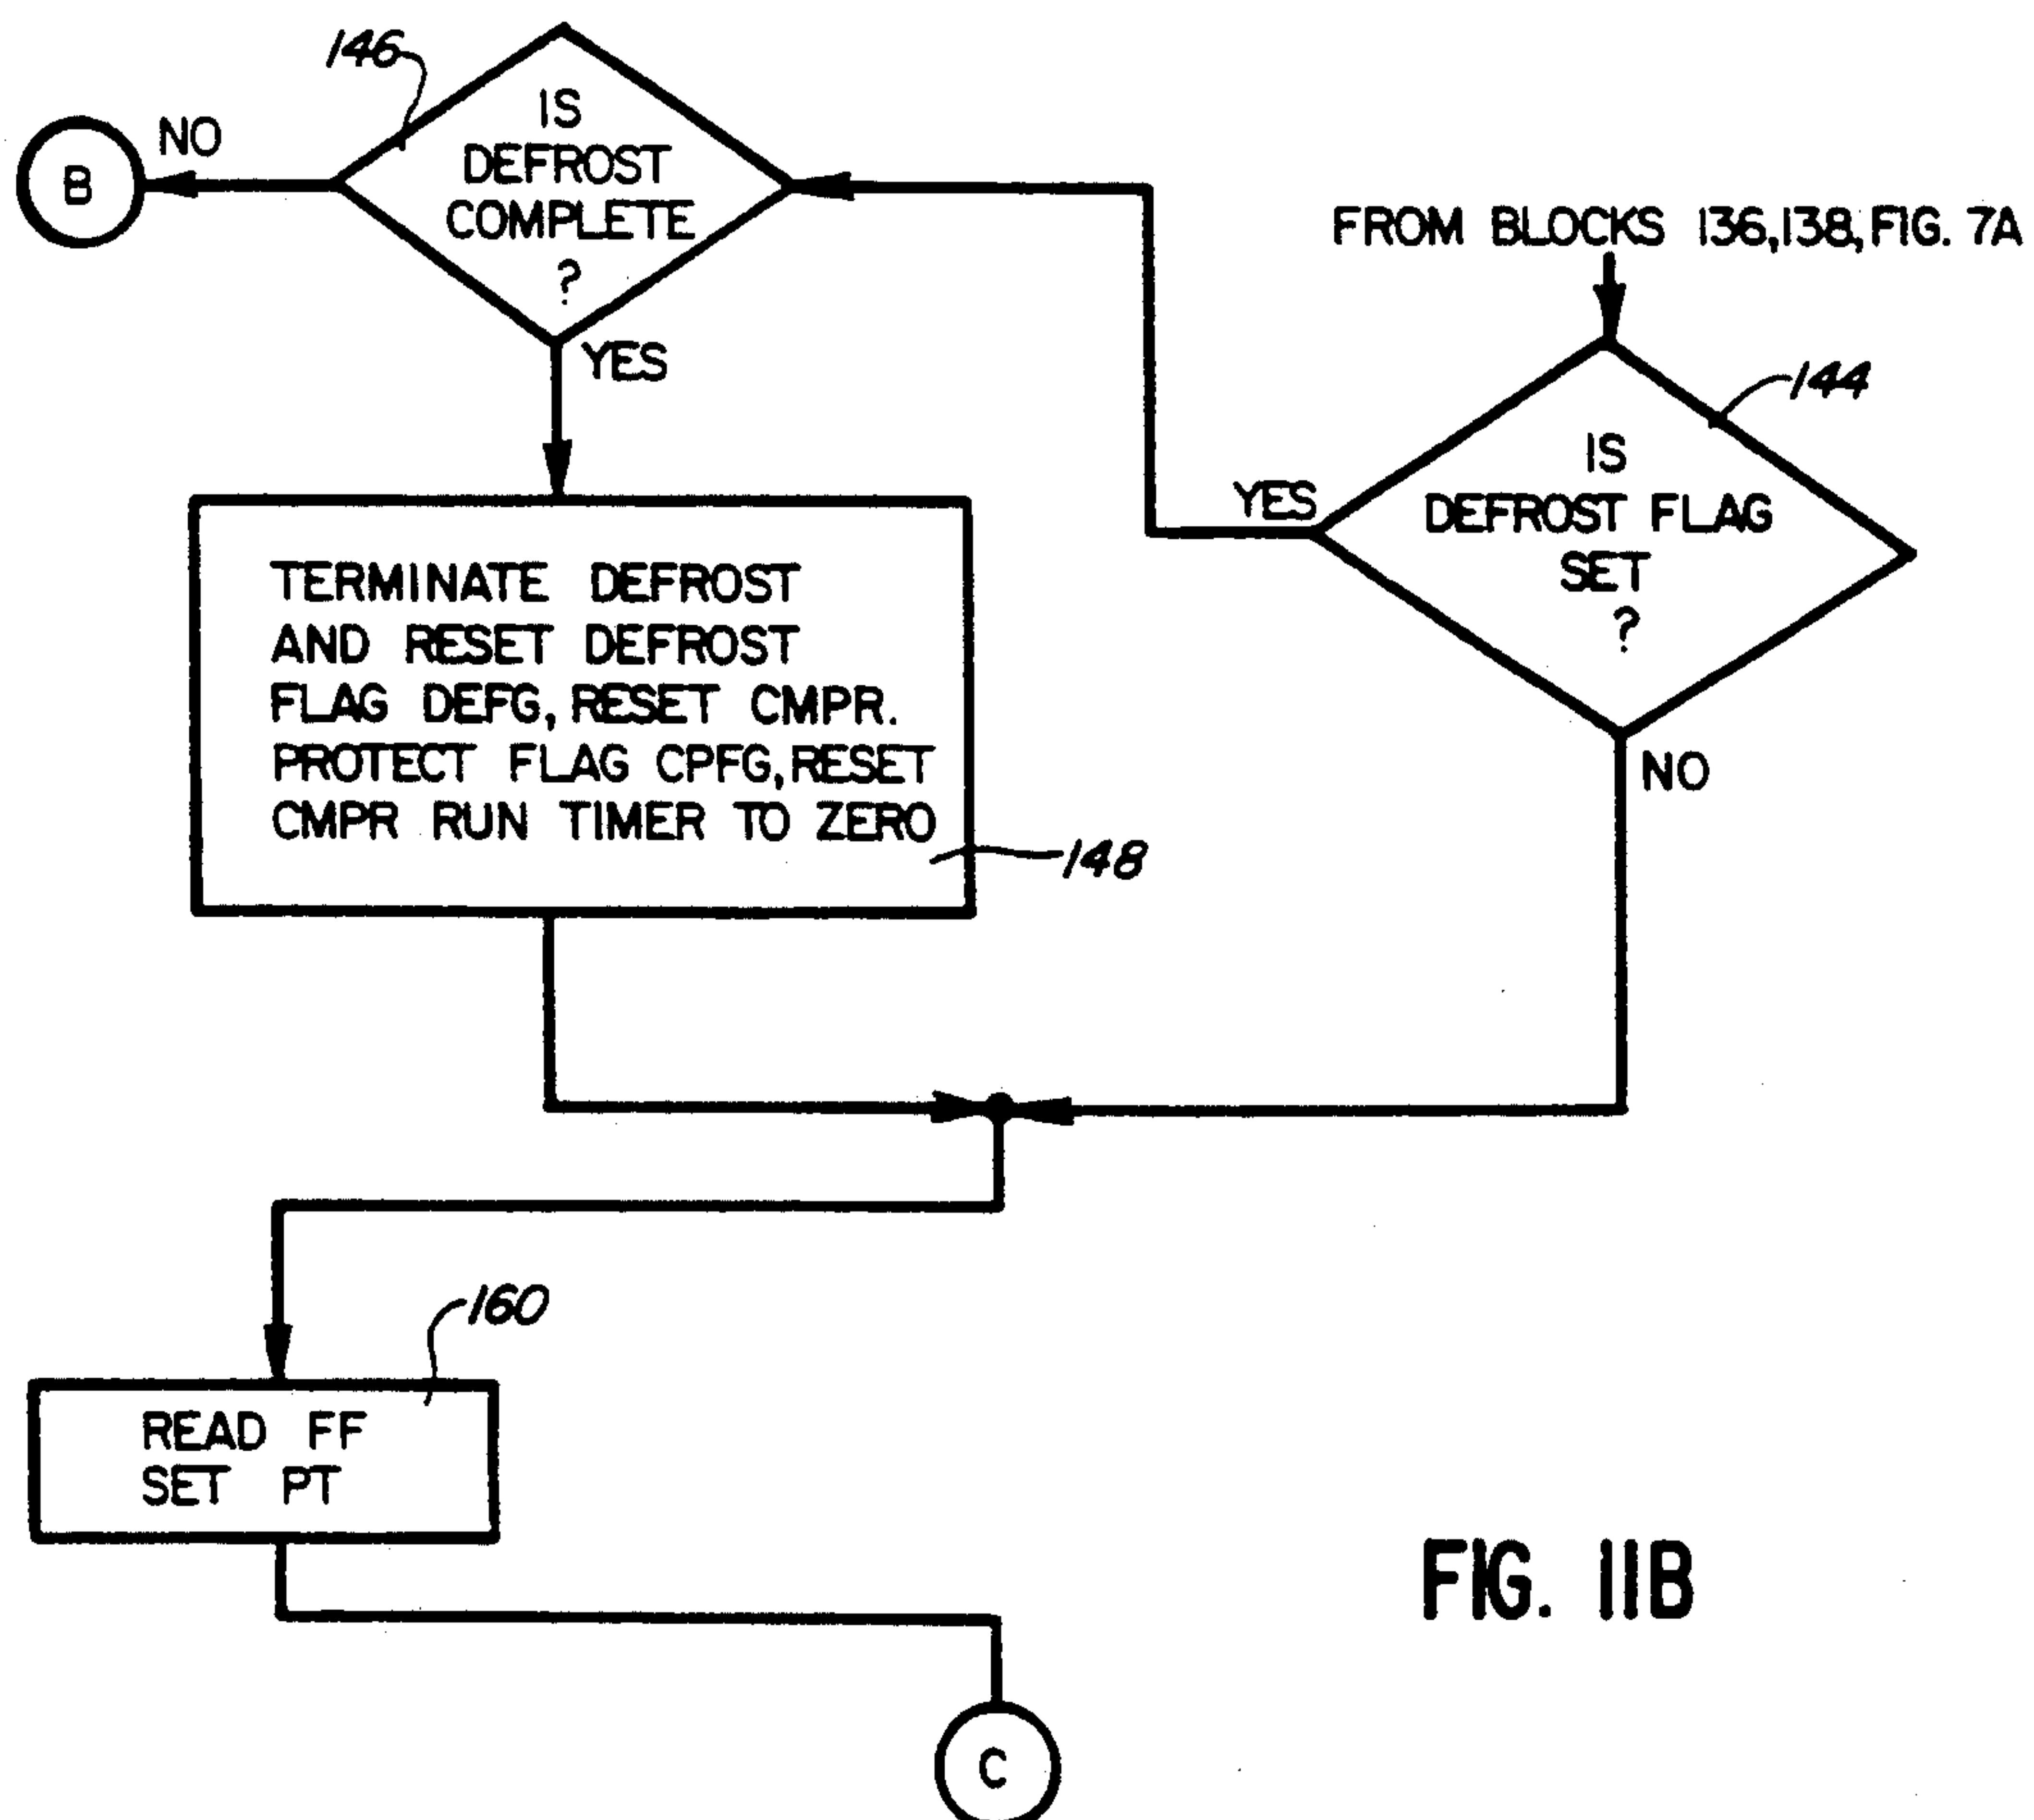 146
IS
DEFROST
COMPLETE
?
NO
B
YES
FROM BLOCKS 136,138, FIG. 7A
144
IS
DEFROST FLAG
SET
?
YES
NO
TERMINATE DEFROST
AND RESET DEFROST
FLAG DEFG, RESET CMPR.
PROTECT FLAG CPFG, RESET
CMPR RUN TIMER TO ZERO
148
160
READ FF
SET PT
C
FIG. 11B